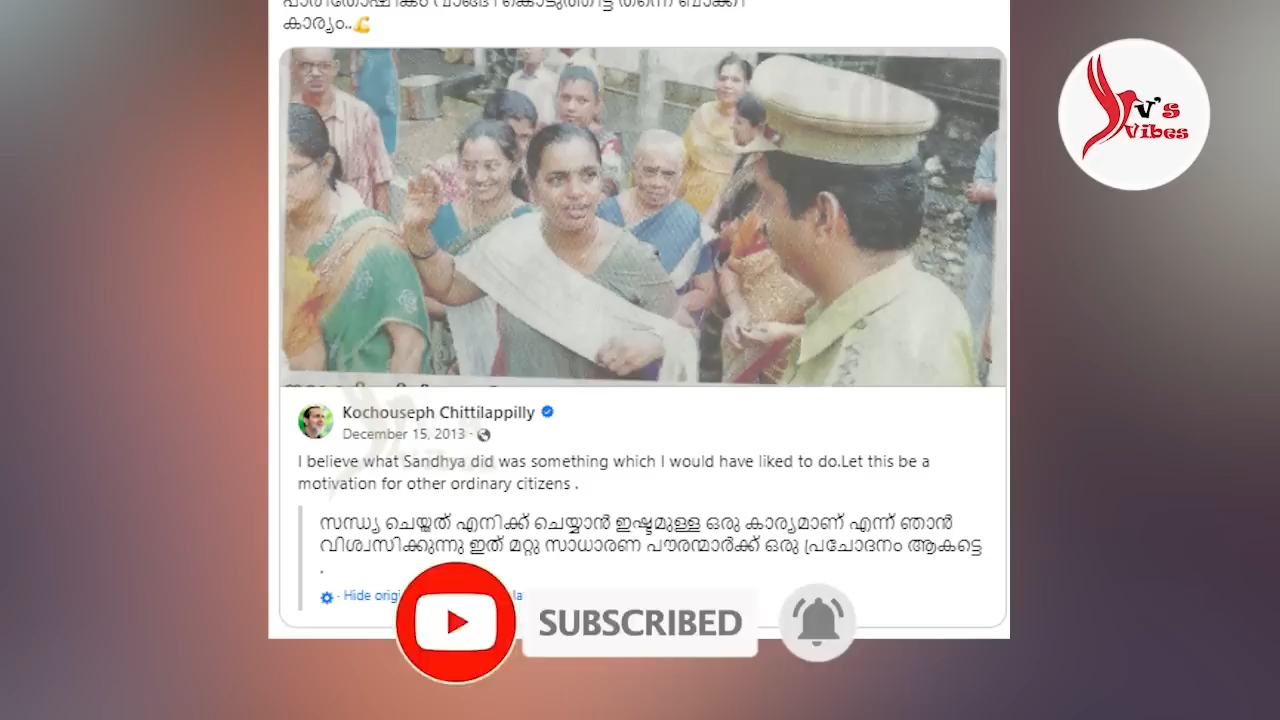 കാര്യം..💪
V's
Vibes
Kochouseph Chittilappilly
December 15, 2013 ·
I believe what Sandhya did was something which I would have liked to do.Let this be a
motivation for other ordinary citizens .
സന്ധ്യ ചെയ്തത് എനിക്ക് ചെയ്യാൻ ഇഷ്ടമുള്ള ഒരു കാര്യമാണ് എന്ന് ഞാൻ
വിശ്വസിക്കുന്നു ഇത് മറ്റു സാധാരണ പൗരന്മാർക്ക് ഒരു പ്രചോദനം ആകട്ടെ
.
· Hide
SUBSCRIBED